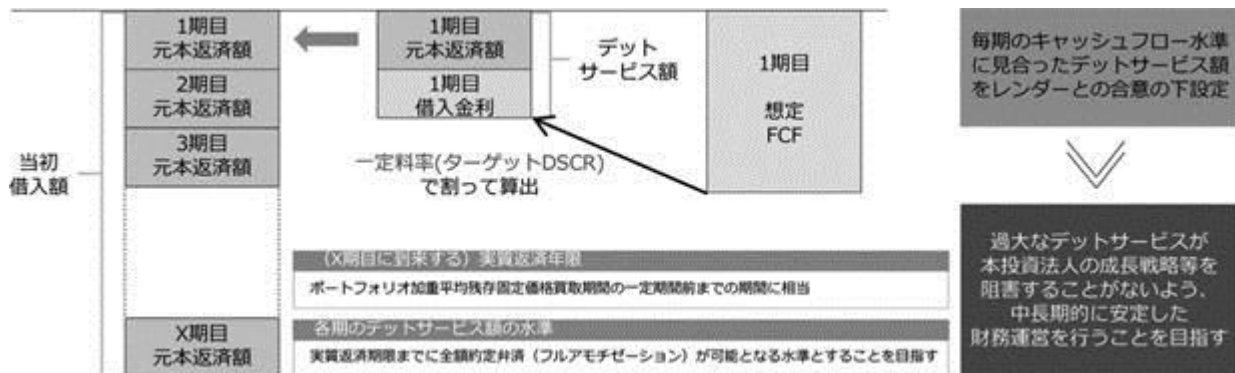 1期目
元本返済額
2期目
元本返済額
3期目
元本返済額
当初
借入額
X期目
元本返済額
1期目
元本返済額
1期目
借入金利
デット
サービス額
一定料率(ターゲットDSCR)
で割って算出
1期目
想定
FCF
(X期目に到来する)実質返済年限
ポートフォリオ加重平均残存固定価格買取期間の一定期間前までの期間に相当
各期のデットサービス額の水準
実質返済期限までに全額約定弁済(フルアモチゼーション)が可能となる水準とすることを目指す
毎期のキャッシュフロー水準
に見合ったデットサービス額
をレンダーとの合意の下設定
過大なデットサービスが
本投資法人の成長戦略等を
阻害することがないよう、
中長期的に安定した
財務運営を行うことを目指す